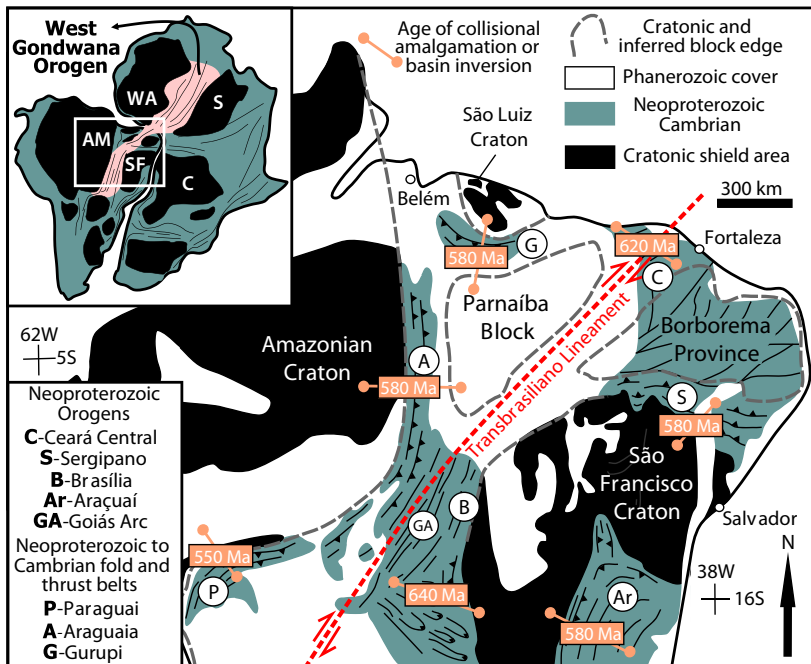 West
Gondwana
Orogen
WA
S
AM
SF
C
Age of collisional
amalgamation or
basin inversion
Cratonic and
inferred block edge
Phanerozoic cover
Neoproterozoic
Cambrian
Cratonic shield area
300 km
São Luiz
Craton
Belém
G
580 Ma
620 Ma
Fortaleza
C
Parnaíba
Block
Borborema
Province
Transbrasiliano Lineament
62W
5S
Amazonian
Craton
A
580 Ma
S
580 Ma
São
Francisco
Craton
Salvador
N
Neoproterozoic
Orogens
C-Ceará Central
S-Sergipano
B-Brasília
Ar-Araçuaí
GA-Goiás Arc
Neoproterozoic to
Cambrian fold and
thrust belts
P-Paraguai
A-Araguaia
G-Gurupi
B
GA
550 Ma
P
640 Ma
Ar
580 Ma
38W
16S